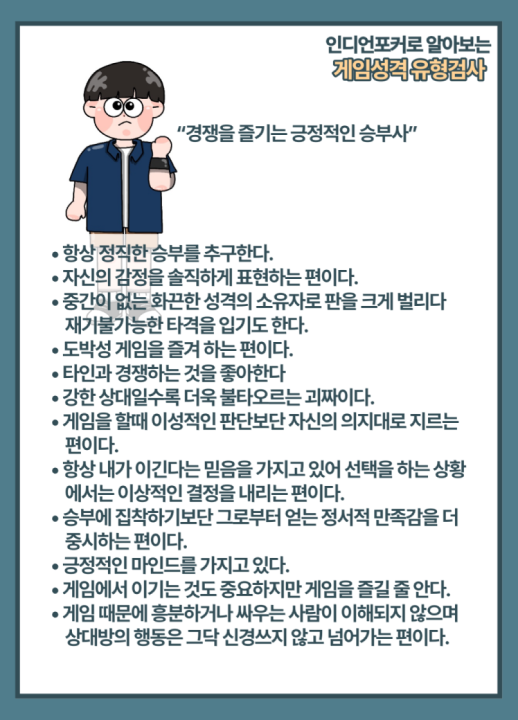 인디언포커로 알아보는
게임성격 유형검사
“경쟁을 즐기는 긍정적인 승부사”
• 항상 정직한 승부를 추구한다.
• 자신의 감정을 솔직하게 표현하는 편이다.
• 중간이 없는 화끈한 성격의 소유자로 판을 크게 벌리다
재기불가능한 타격을 입기도 한다.
• 도박성 게임을 즐겨 하는 편이다.
• 타인과 경쟁하는 것을 좋아한다
• 강한 상대일수록 더욱 불타오르는 괴짜이다.
• 게임을 할때 이성적인 판단보단 자신의 의지대로 지르는
편이다.
• 항상 내가 이긴다는 믿음을 가지고 있어 선택을 하는 상황
에서는 이상적인 결정을 내리는 편이다.
• 승부에 집착하기보단 그로부터 얻는 정서적 만족감을 더
중시하는 편이다.
• 긍정적인 마인드를 가지고 있다.
• 게임에서 이기는 것도 중요하지만 게임을 즐길 줄 안다.
• 게임 때문에 흥분하거나 싸우는 사람이 이해되지 않으며
상대방의 행동은 그닥 신경쓰지 않고 넘어가는 편이다.